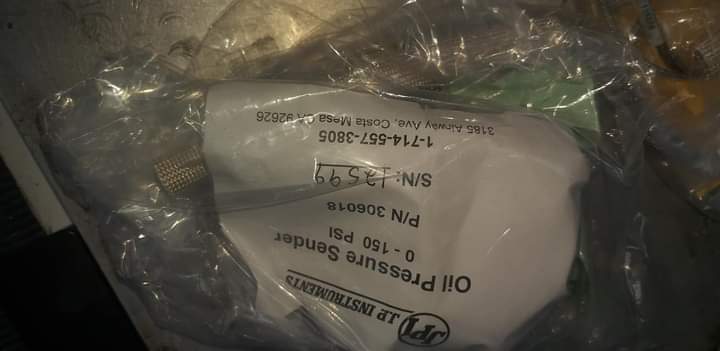 JPI J.P. INSTRUMENTS
Oil Pressure Sender
0 - 150 PSI
P/N 306018
S/N: 12599
1-714-557-3805
3185 Airway Ave, Costa Mesa CA 92626